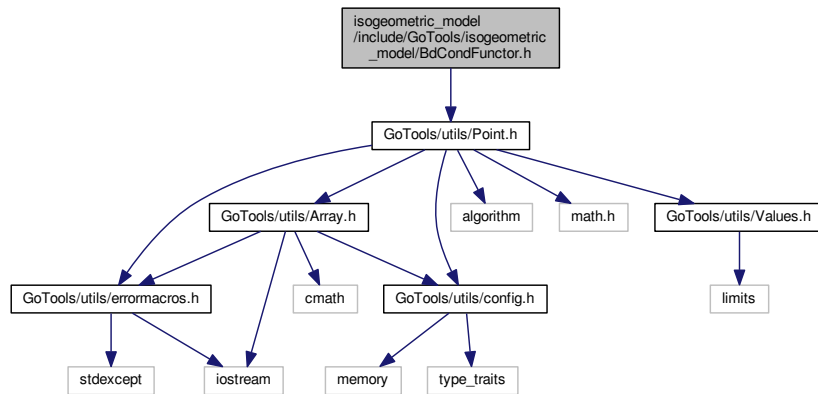 isogeometric_model
/include/GoTools/isogeometric
_model/BdCondFunctor.h
GoTools/utils/Point.h
GoTools/utils/Array.h
algorithm
math.h
GoTools/utils/Values.h
GoTools/utils/errormacros.h
cmath
GoTools/utils/config.h
limits
stdexcept
iostream
memory
type_traits